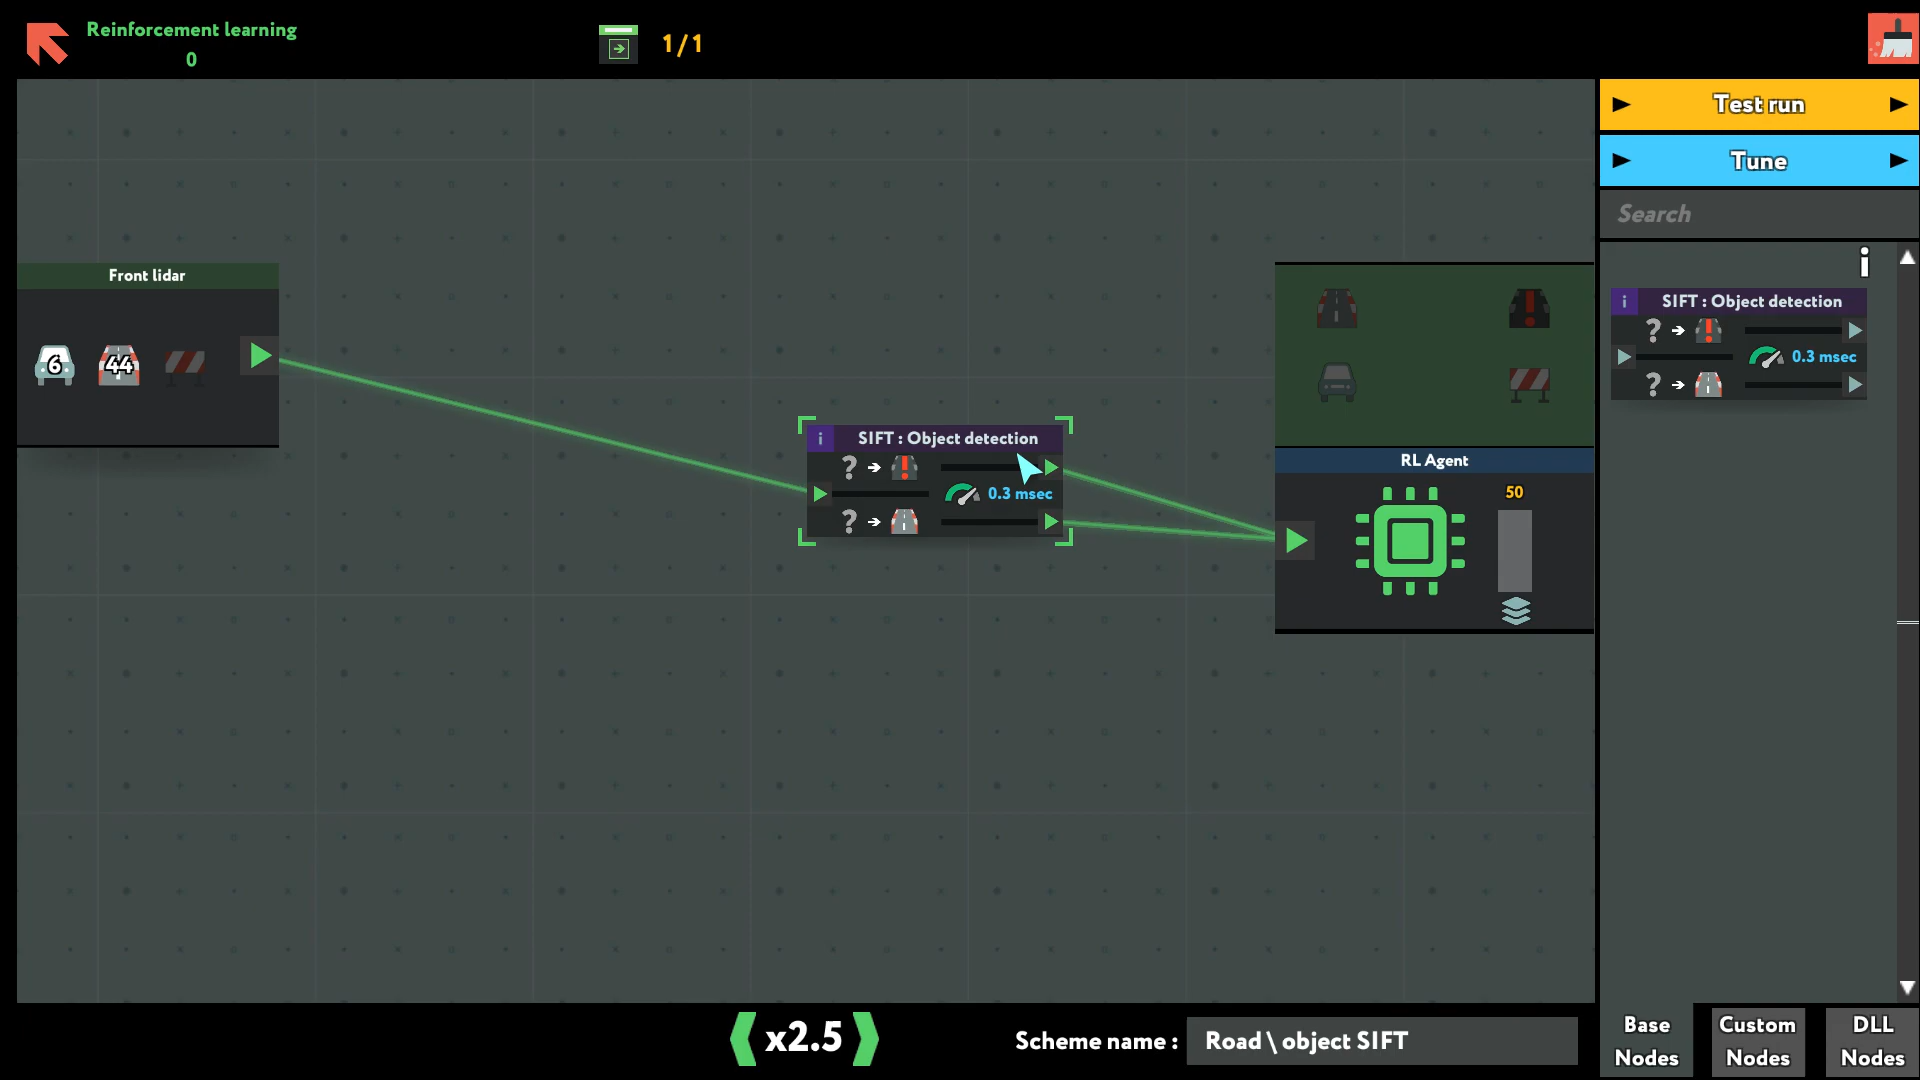 Reinforcement learning
0
1 / 1
Test run
Tune
Search
i
Front lidar
6
44
i SIFT : Object detection
? ?
0.3 msec
RL Agent
50
!
i SIFT : Object detection
? !
0.3 msec
?
x2.5
Scheme name : Road \ object SIFT
Base Nodes
Custom Nodes
DLL Nodes